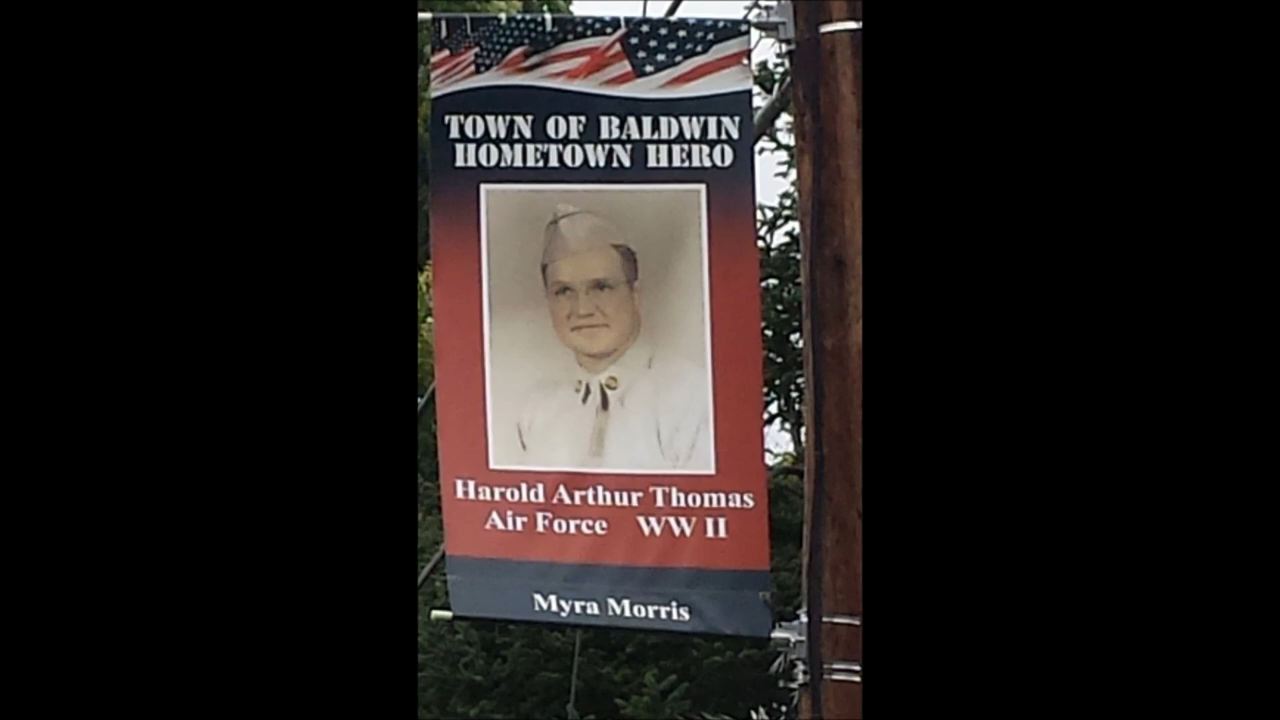 TOWN OF BALDWIN
HOMETOWN HERO
Harold Arthur Thomas
Air Force WW II
Myra Morris